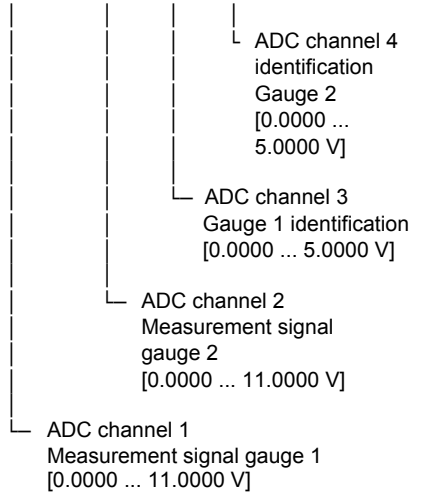 ADC channel 4
identification
Gauge 2
[0.0000 ...
5.0000 V]
ADC channel 3
Gauge 1 identification
[0.0000 ... 5.0000 V]
ADC channel 2
Measurement signal
gauge 2
[0.0000 ... 11.0000 V]
ADC channel 1
Measurement signal gauge 1
[0.0000 ... 11.0000 V]